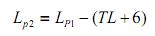 L_{p2} = L_{P1} − (TL + 6)